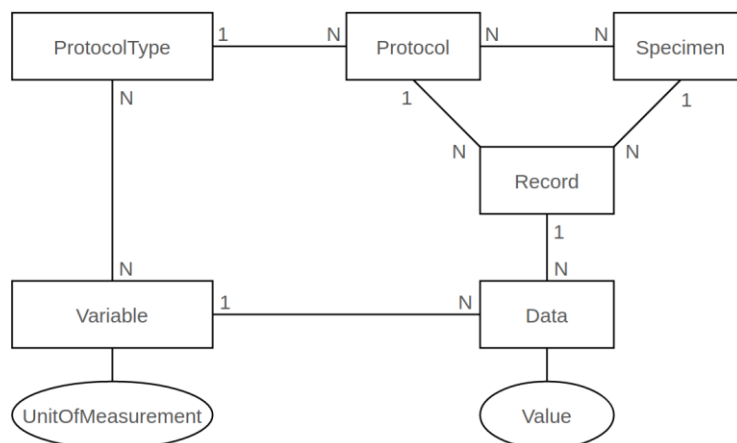 ProtocolType 1 N Protocol N N Specimen
N 1 1
N N
Record
1
N N
Variable 1 N Data
UnitOfMeasurement Value